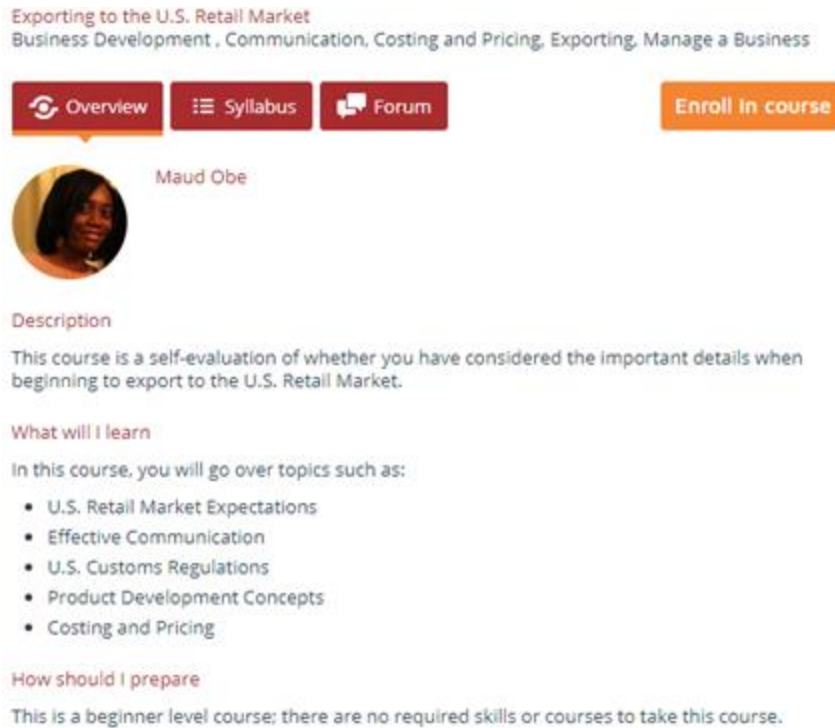 Exporting to the U.S. Retail Market
Business Development , Communication, Costing and Pricing, Exporting, Manage a Business
Overview
Syllabus
Forum
Enroll in course
Maud Obe
Description
This course is a self-evaluation of whether you have considered the important details when
beginning to export to the U.S. Retail Market.
What will I learn
In this course, you will go over topics such as:
• U.S. Retail Market Expectations
• Effective Communication
• U.S. Customs Regulations
• Product Development Concepts
• Costing and Pricing
How should I prepare
This is a beginner level course; there are no required skills or courses to take this course.